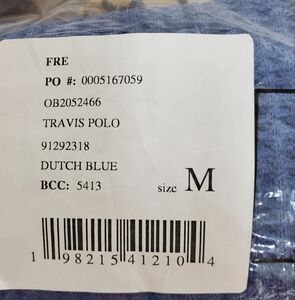 FRE
PO #: 0005167059
OB2052466
TRAVIS POLO
91292318
DUTCH BLUE
BCC: 5413
size M
1 98215 41210 4